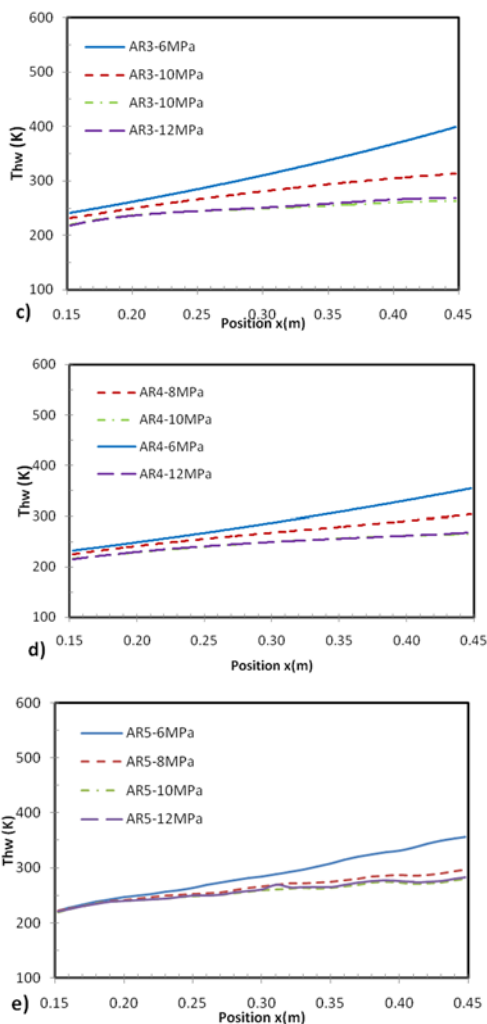 600
500
400
300
200
100
Thw (K)
AR3-6MPa
AR3-10MPa
AR3-10MPa
AR3-12MPa
0.15 0.20 0.25 0.30 0.35 0.40 0.45
c)
Position x(m)
600
500
400
300
200
100
Thw (K)
AR4-8MPa
AR4-10MPa
AR4-6MPa
AR4-12MPa
0.15 0.20 0.25 0.30 0.35 0.40 0.45
d)
Position x(m)
600
500
400
300
200
100
Thw (K)
AR5-6MPa
AR5-8MPa
AR5-10MPa
AR5-12MPa
0.15 0.20 0.25 0.30 0.35 0.40 0.45
e)
Position x(m)